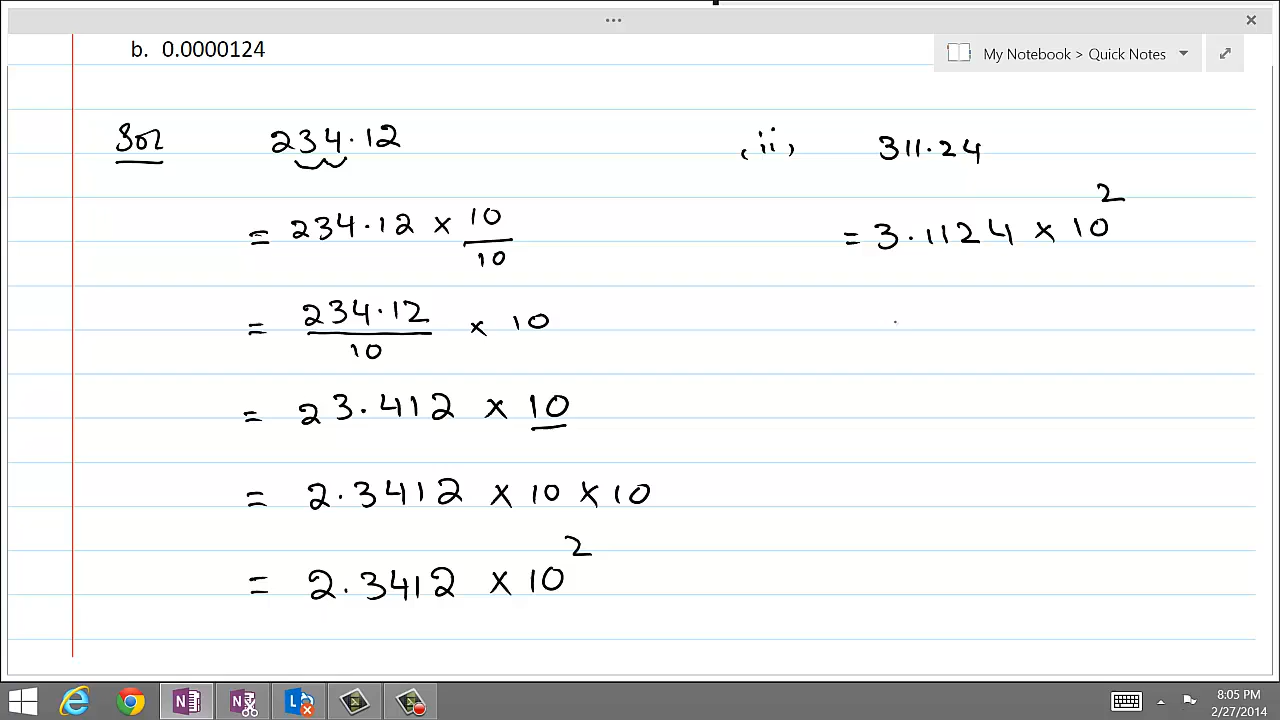 ...
b. 0.0000124
My Notebook > Quick Notes
Sol 234.12
= 234.12 × 10/10
= 234.12/10 × 10
= 23.412 × 10
= 2.3412 × 10 × 10
= 2.3412 × 10²
(ii) 311.24
= 3.1124 × 10²
8:05 PM
2/27/2014